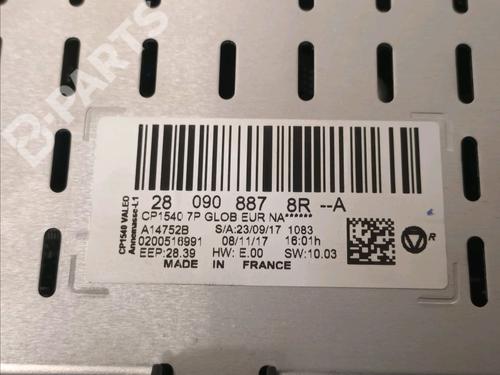 B-PARTS
CP1540 VALEO
Annemasse-L1
28 090 887 8R --A
CP1540 7P GLOB EUR NA******
A14752B S/A:23/09/17 1083
0200516991 08/11/17 16:01h
EEP:28.39 HW: E.00 SW:10.03
MADE IN FRANCE
R